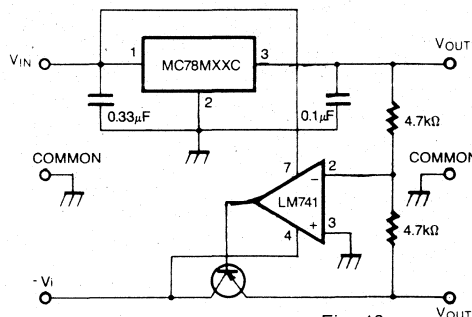 VIN
1
MC78MXXC
3
VOUT
2
0.33μF
0.1μF
4.7kΩ
COMMON
COMMON
7
2
−
LM741
+
3
4
4.7kΩ
-Vi
VOUT